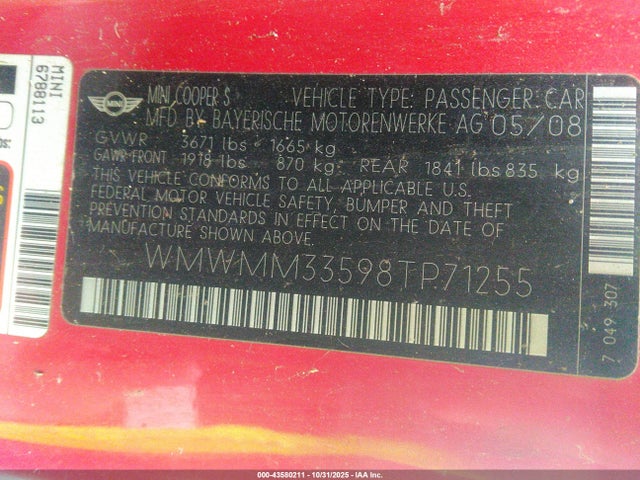 MINI
6788113
MINI
MINI COOPER S
VEHICLE TYPE: PASSENGER CAR
MFD BY BAYERISCHE MOTORENWERKE AG 05/08
GVWR 3671 lbs 1665 kg
GAWR-FRONT 1918 lbs 870 kg REAR 1841 lbs 835 kg
THIS VEHICLE CONFORMS TO ALL APPLICABLE U.S.
FEDERAL MOTOR VEHICLE SAFETY, BUMPER AND THEFT
PREVENTION STANDARDS IN EFFECT ON THE DATE OF
MANUFACTURE SHOWN ABOVE.
WMWMM33598TP71255
7 049 307
000-43580211 - 10/31/2025 - IAA Inc.